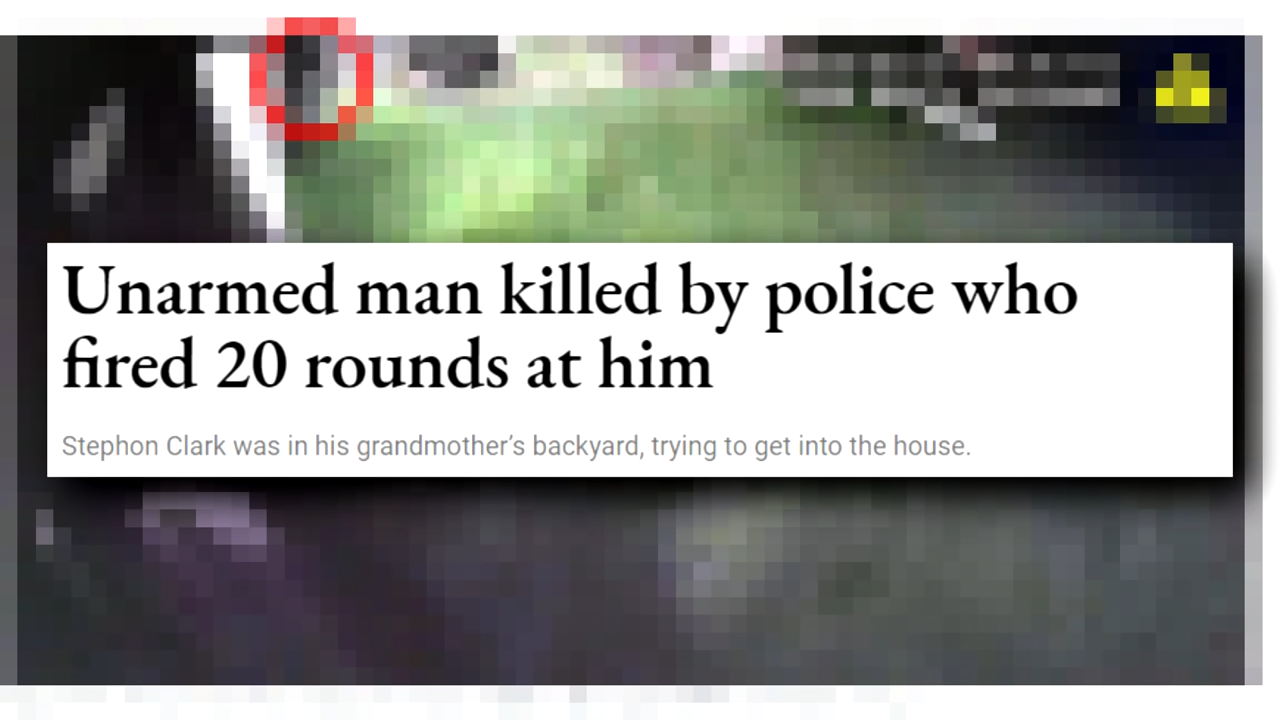 Unarmed man killed by police who
fired 20 rounds at him
Stephon Clark was in his grandmother’s backyard, trying to get into the house.